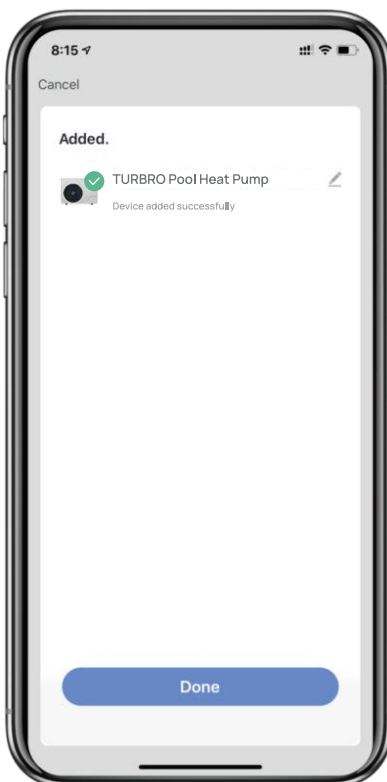 8:15
Cancel
Added.
TURBRO Pool Heat Pump
Device added successfully
Done